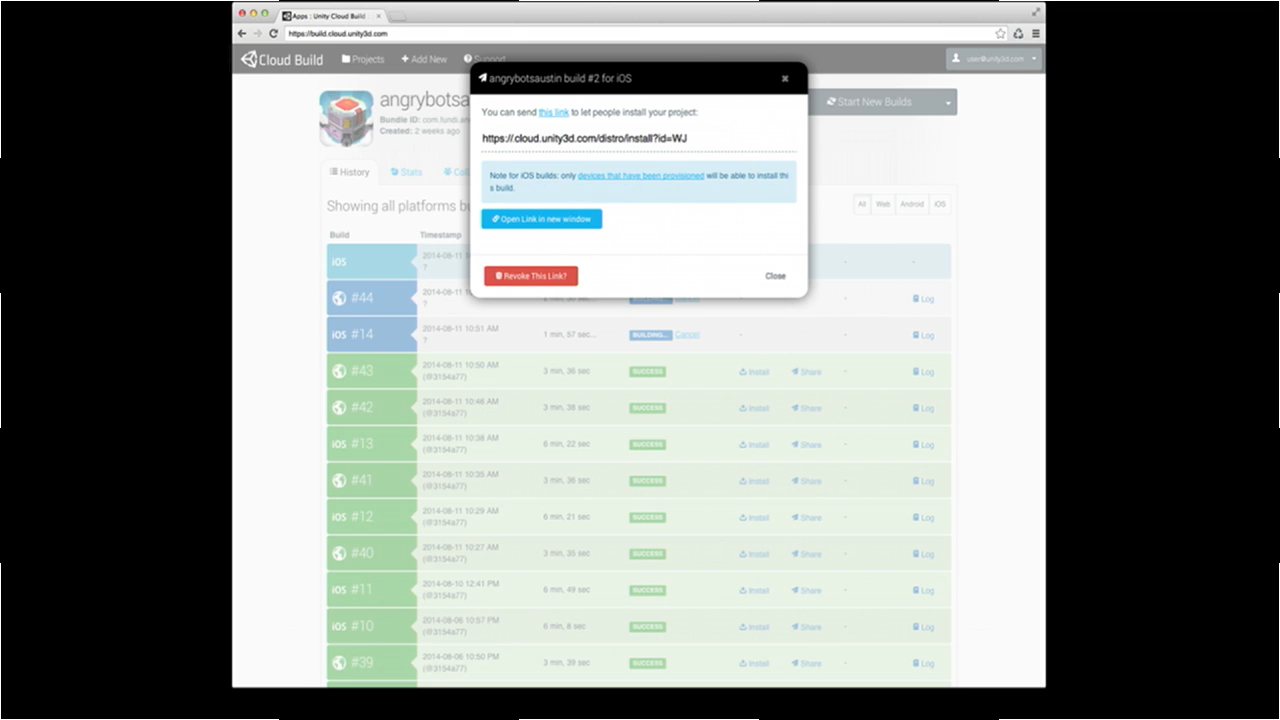 Apps : Unity Cloud Build
https://build.cloud.unity3d.com
Cloud Build Projects Add New Support user@unity3d.com
angrybotsaustin build #2 for iOS
angrybotsa
Start New Builds
Bundle ID: com.fundi.an
Created: 2 weeks ago
You can send this link to let people install your project:
https://.cloud.unity3d.com/distro/install?id=WJ
Note for iOS builds: only devices that have been provisioned will be able to install thi
s build.
Open Link in new window
Revoke This Link? Close
History Stats Col
Showing all platforms bu
All Web Android iOS
Build Timestamp
iOS 2014-08-11 1 - -
?
#44 2014-08-11 1 BUILDING... Cancel - Log
?
iOS #14 2014-08-11 10:51 AM 1 min, 57 sec... BUILDING... Cancel - Log
?
#43 2014-08-11 10:50 AM 3 min, 36 sec SUCCESS Install Share - Log
(@3154a77)
#42 2014-08-11 10:46 AM 3 min, 38 sec SUCCESS Install Share - Log
(@3154a77)
iOS #13 2014-08-11 10:38 AM 6 min, 22 sec SUCCESS Install Share - Log
(@3154a77)
#41 2014-08-11 10:35 AM 3 min, 36 sec SUCCESS Install Share - Log
(@3154a77)
iOS #12 2014-08-11 10:29 AM 6 min, 21 sec SUCCESS Install Share - Log
(@3154a77)
#40 2014-08-11 10:27 AM 3 min, 35 sec SUCCESS Install Share - Log
(@3154a77)
iOS #11 2014-08-10 12:41 PM 6 min, 49 sec SUCCESS Install Share - Log
(@3154a77)
iOS #10 2014-08-06 10:57 PM 6 min, 8 sec SUCCESS Install Share - Log
(@3154a77)
#39 2014-08-06 10:50 PM 3 min, 39 sec SUCCESS Install Share - Log
(@3154a77)